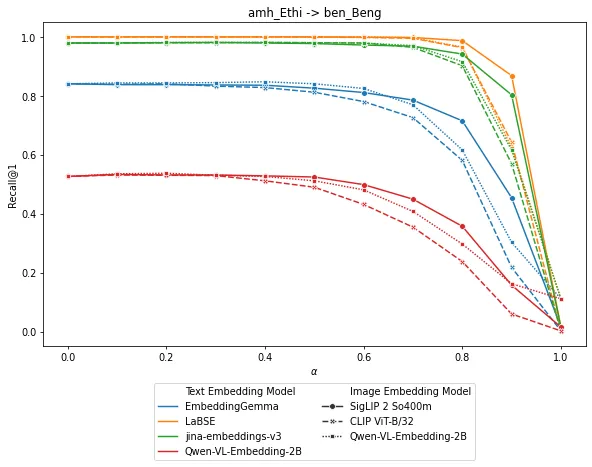 amh_Ethi -> ben_Beng
1.0
0.8
0.6
0.4
0.2
0.0
Recall@1
0.0 0.2 0.4 0.6 0.8 1.0
α
Text Embedding Model
EmbeddingGemma
LaBSE
jina-embeddings-v3
Qwen-VL-Embedding-2B
Image Embedding Model
SigLIP 2 So400m
CLIP ViT-B/32
Qwen-VL-Embedding-2B